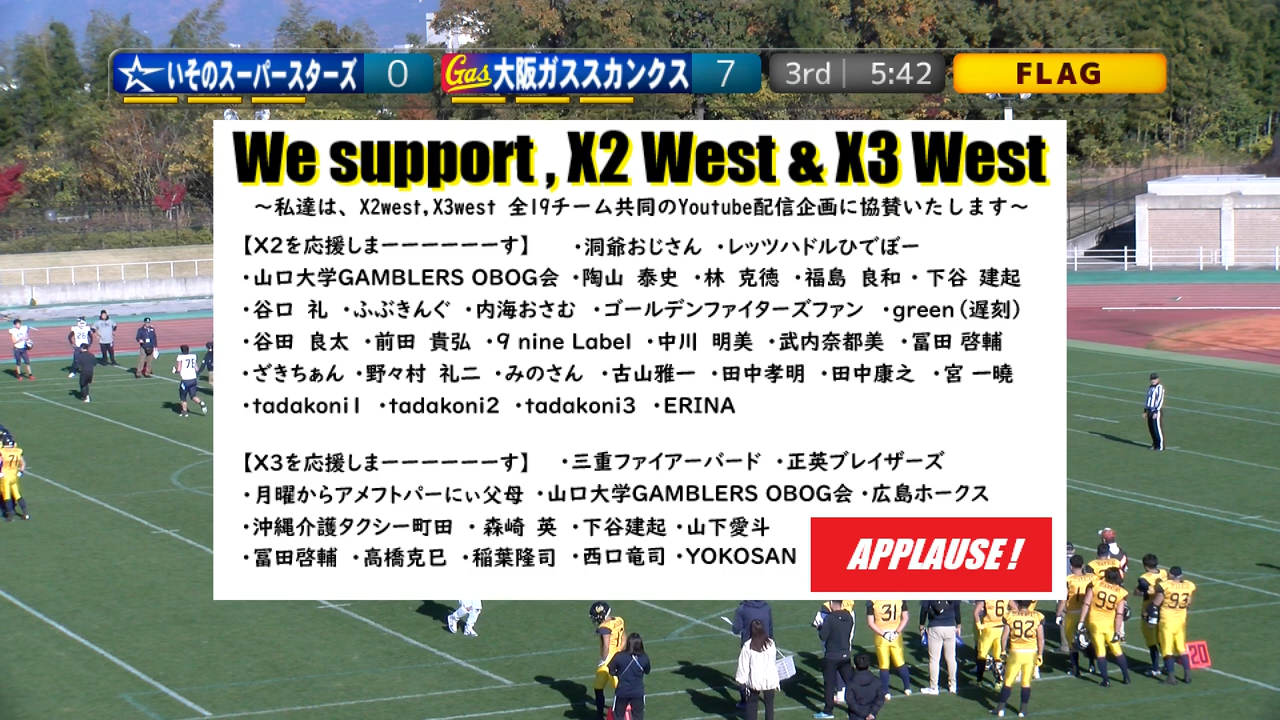 いそのスーパースターズ 0 Gas 大阪ガススカンクス 7 3rd 5:42 FLAG
We support , X2 West & X3 West
～私達は、X2west,X3west 全19チーム共同のYoutube配信企画に協賛いたします～
【X2を応援しまーーーーーーす】 ・洞爺おじさん ・レッツハドルひでぼー
・山口大学GAMBLERS OBOG会 ・陶山 泰史 ・林 克徳 ・福島 良和 ・下谷 建起
・谷口 礼 ・ふぶきんぐ ・内海おさむ ・ゴールデンファイターズファン ・green（遅刻）
・谷田 良太 ・前田 貴弘 ・9 nine Label ・中川 明美 ・武内奈都美 ・冨田 啓輔
・ざきちぁん ・野々村 礼二 ・みのさん ・古山雅一 ・田中孝明 ・田中康之 ・宮 一曉
・tadakoni1 ・tadakoni2 ・tadakoni3 ・ERINA
【X3を応援しまーーーーーーす】 ・三重ファイアーバード ・正英ブレイザーズ
・月曜からアメフトパーにぃ父母 ・山口大学GAMBLERS OBOG会 ・広島ホークス
・沖縄介護タクシー町田 ・森崎 英 ・下谷建起 ・山下愛斗
・冨田啓輔 ・高橋克巳 ・稲葉隆司 ・西口竜司 ・YOKOSAN
APPLAUSE !
76
31
6
92
99
93
20